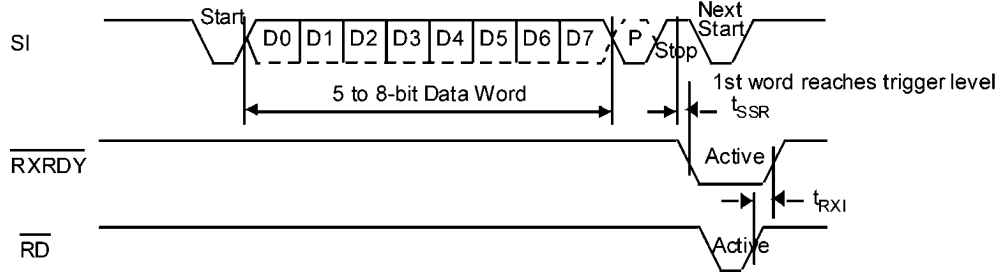 Start
Next
Start
SI
D0 D1 D2 D3 D4 D5 D6 D7 P Stop
1st word reaches trigger level
5 to 8-bit Data Word
tSSR
RXRDY
Active
tRXI
RD
Active